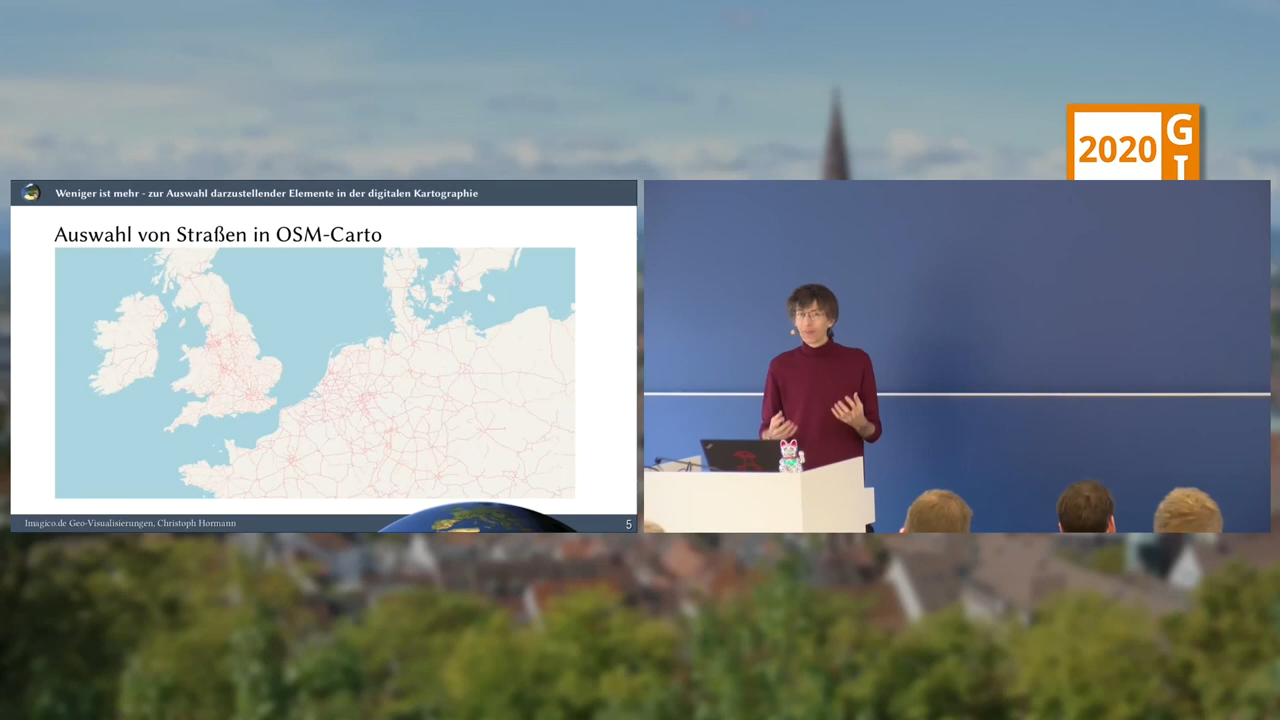 2020
G
I
Weniger ist mehr - zur Auswahl darzustellender Elemente in der digitalen Kartographie
Auswahl von Straßen in OSM-Carto
Imagico.de Geo-Visualisierungen, Christoph Hormann
5